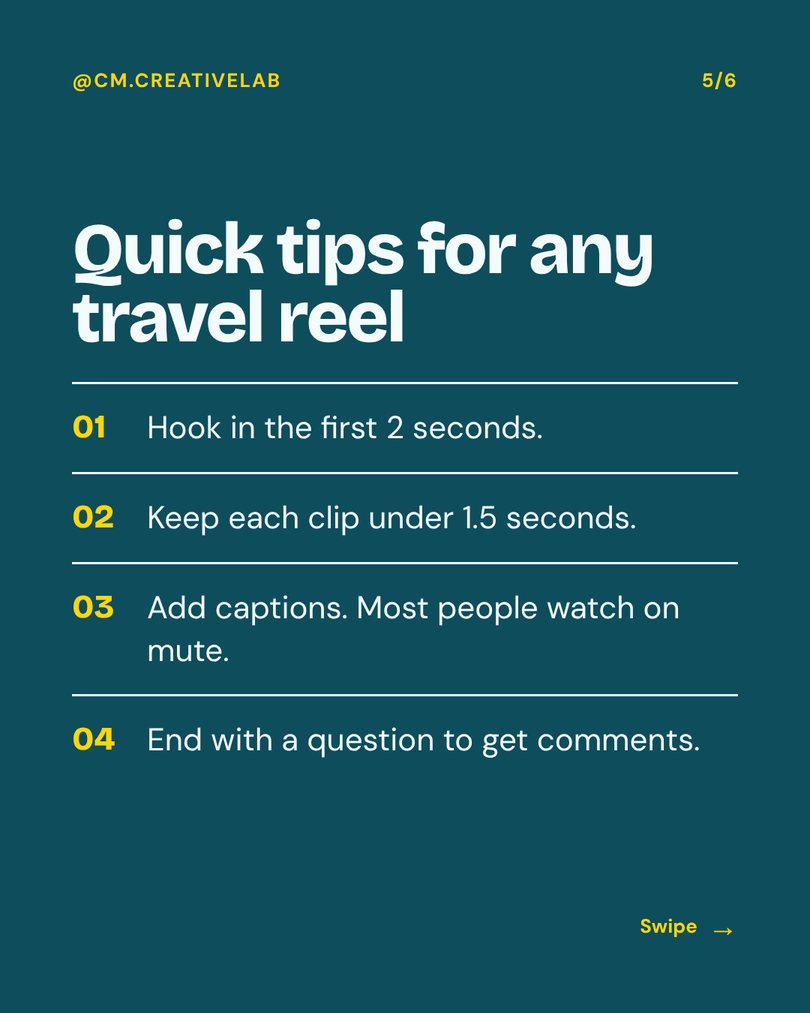 @CM.CREATIVELAB
5/6
Quick tips for any
travel reel
01 Hook in the first 2 seconds.
02 Keep each clip under 1.5 seconds.
03 Add captions. Most people watch on
mute.
04 End with a question to get comments.
Swipe →